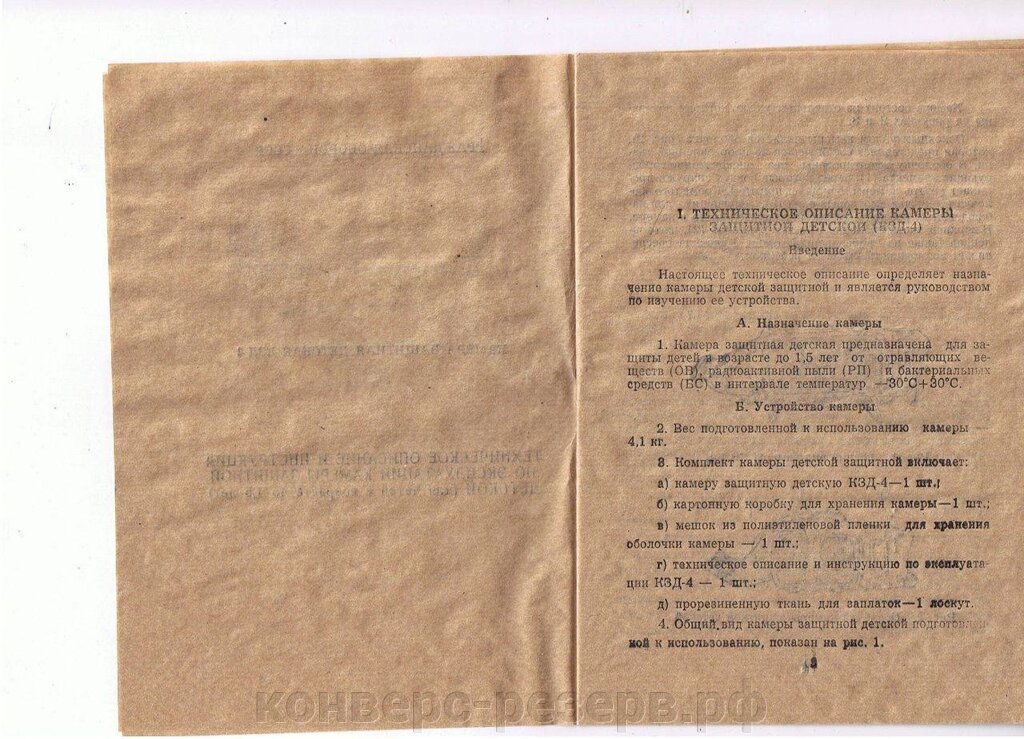 I. ТЕХНИЧЕСКОЕ ОПИСАНИЕ КАМЕРЫ
ЗАЩИТНОЙ ДЕТСКОЙ (КЗД-4)
Введение
Настоящее техническое описание определяет назна-
чение камеры детской защитной и является руководством
по изучению ее устройства.
А. Назначение камеры
1. Камера защитная детская предназначена для за-
щиты детей в возрасте до 1,5 лет от отравляющих ве-
ществ (ОВ), радиоактивной пыли (РП) и бактериальных
средств (БС) в интервале температур —30°С+30°С.
Б. Устройство камеры
2. Вес подготовленной к использованию камеры —
4,1 кг.
3. Комплект камеры детской защитной включает:
а) камеру защитную детскую КЗД-4—1 шт.;
б) картонную коробку для хранения камеры—1 шт.;
в) мешок из полиэтиленовой пленки для хранения
оболочки камеры — 1 шт.;
г) техническое описание и инструкцию по эксплуата-
ции КЗД-4 — 1 шт.;
д) прорезиненную ткань для заплаток—1 лоскут.
4. Общий вид камеры защитной детской подготовлен-
ной к использованию, показан на рис. 1.
конверс-резерв.рф